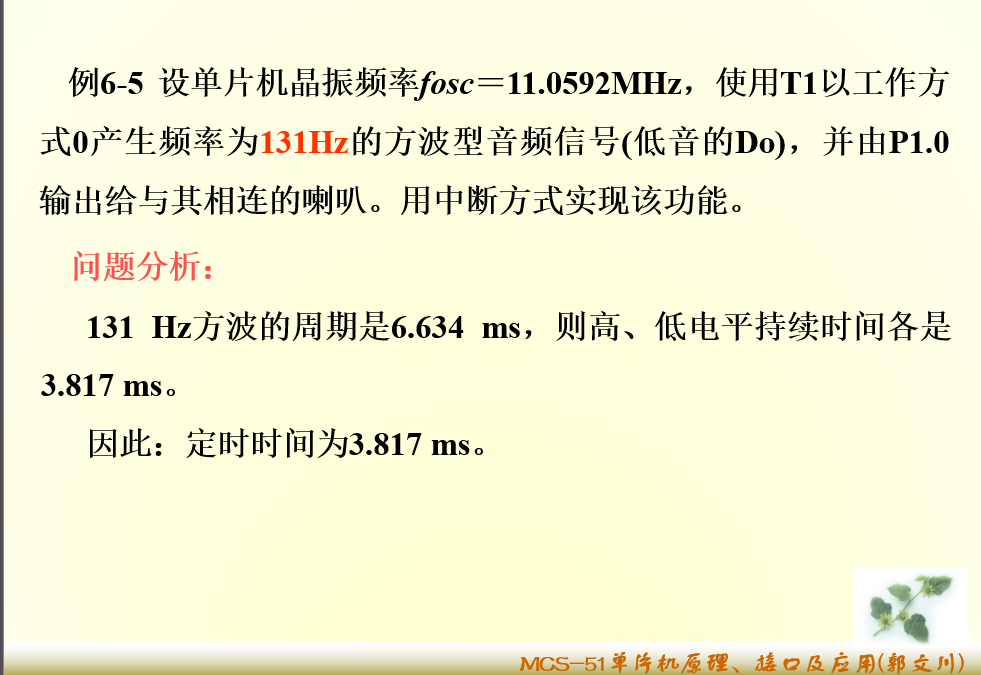 例6-5 设单片机晶振频率fosc＝11.0592MHz，使用T1以工作方
式0产生频率为131Hz的方波型音频信号(低音的Do)，并由P1.0
输出给与其相连的喇叭。用中断方式实现该功能。
问题分析：
131 Hz方波的周期是6.634 ms，则高、低电平持续时间各是
3.817 ms。
因此：定时时间为3.817 ms。
MCS-51单片机原理、接口及应用(郭文川)